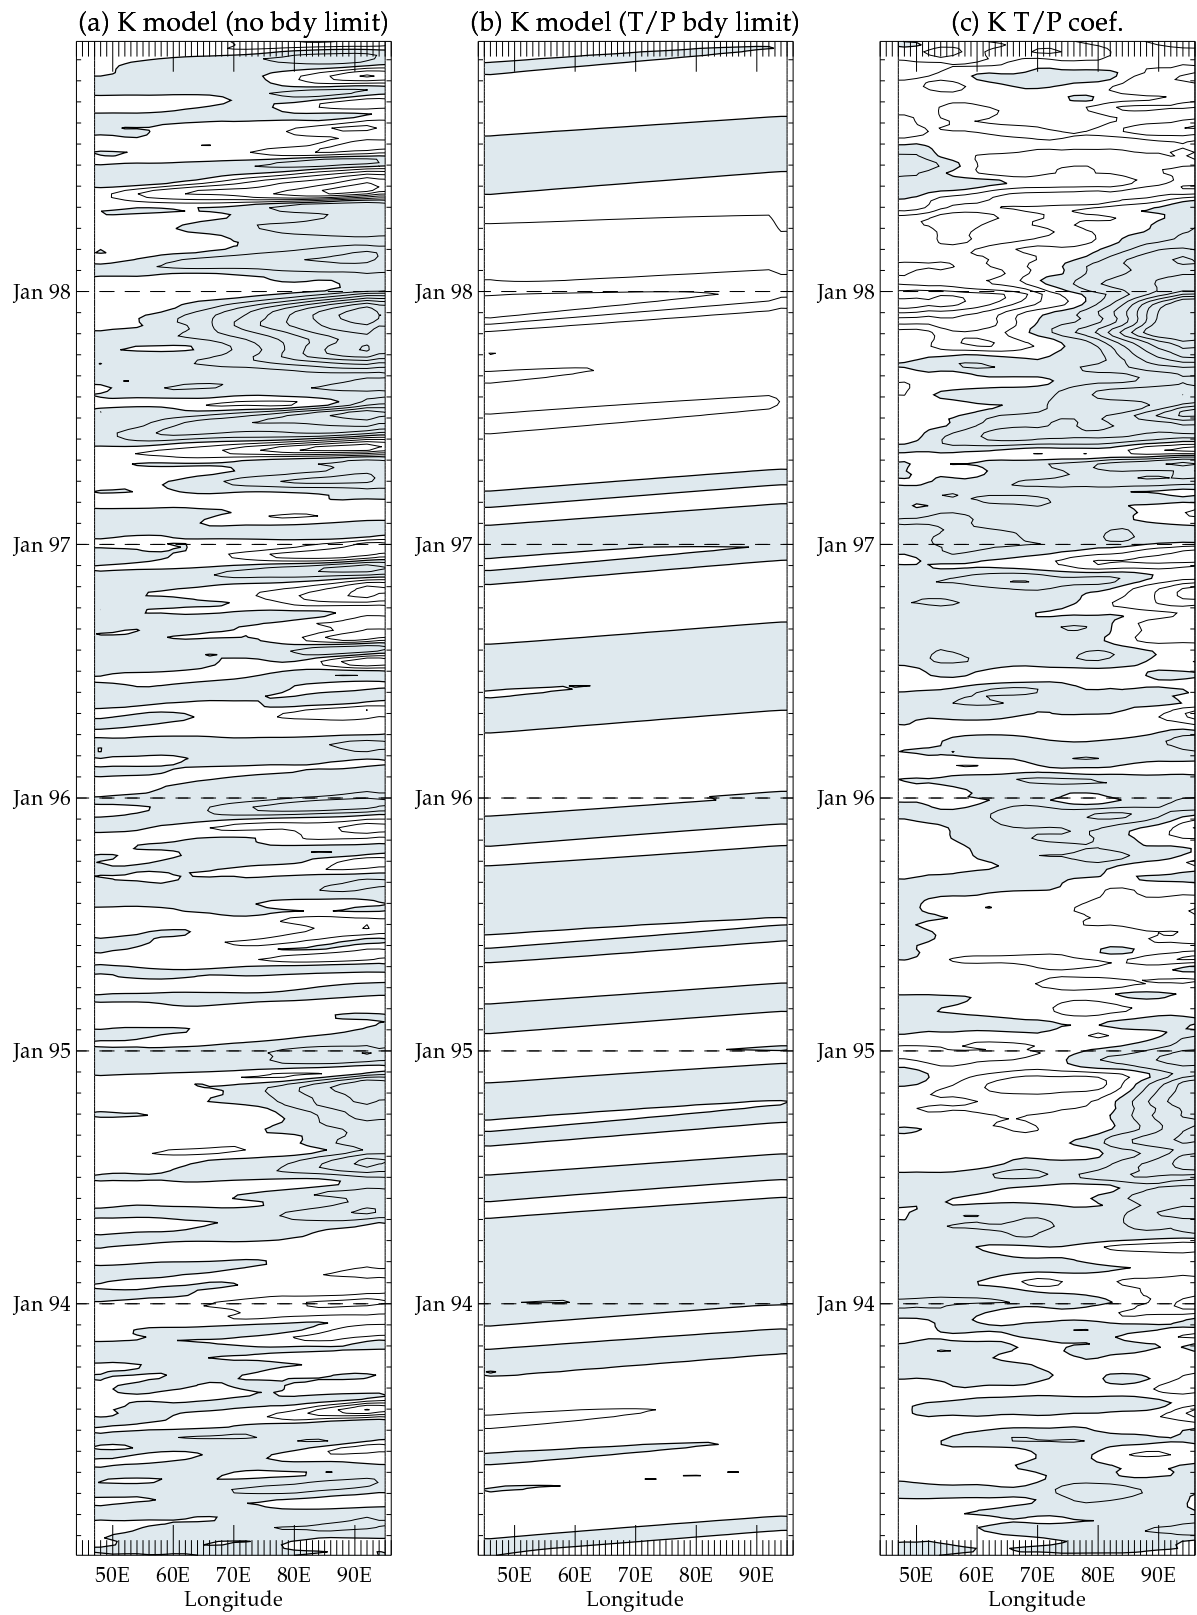 (a) K model (no bdy limit) (b) K model (T/P bdy limit) (c) K T/P coef.
Jan 98 Jan 98 Jan 98
Jan 97 Jan 97 Jan 97
Jan 96 Jan 96 Jan 96
Jan 95 Jan 95 Jan 95
Jan 94 Jan 94 Jan 94
50E 60E 70E 80E 90E 50E 60E 70E 80E 90E 50E 60E 70E 80E 90E
Longitude Longitude Longitude